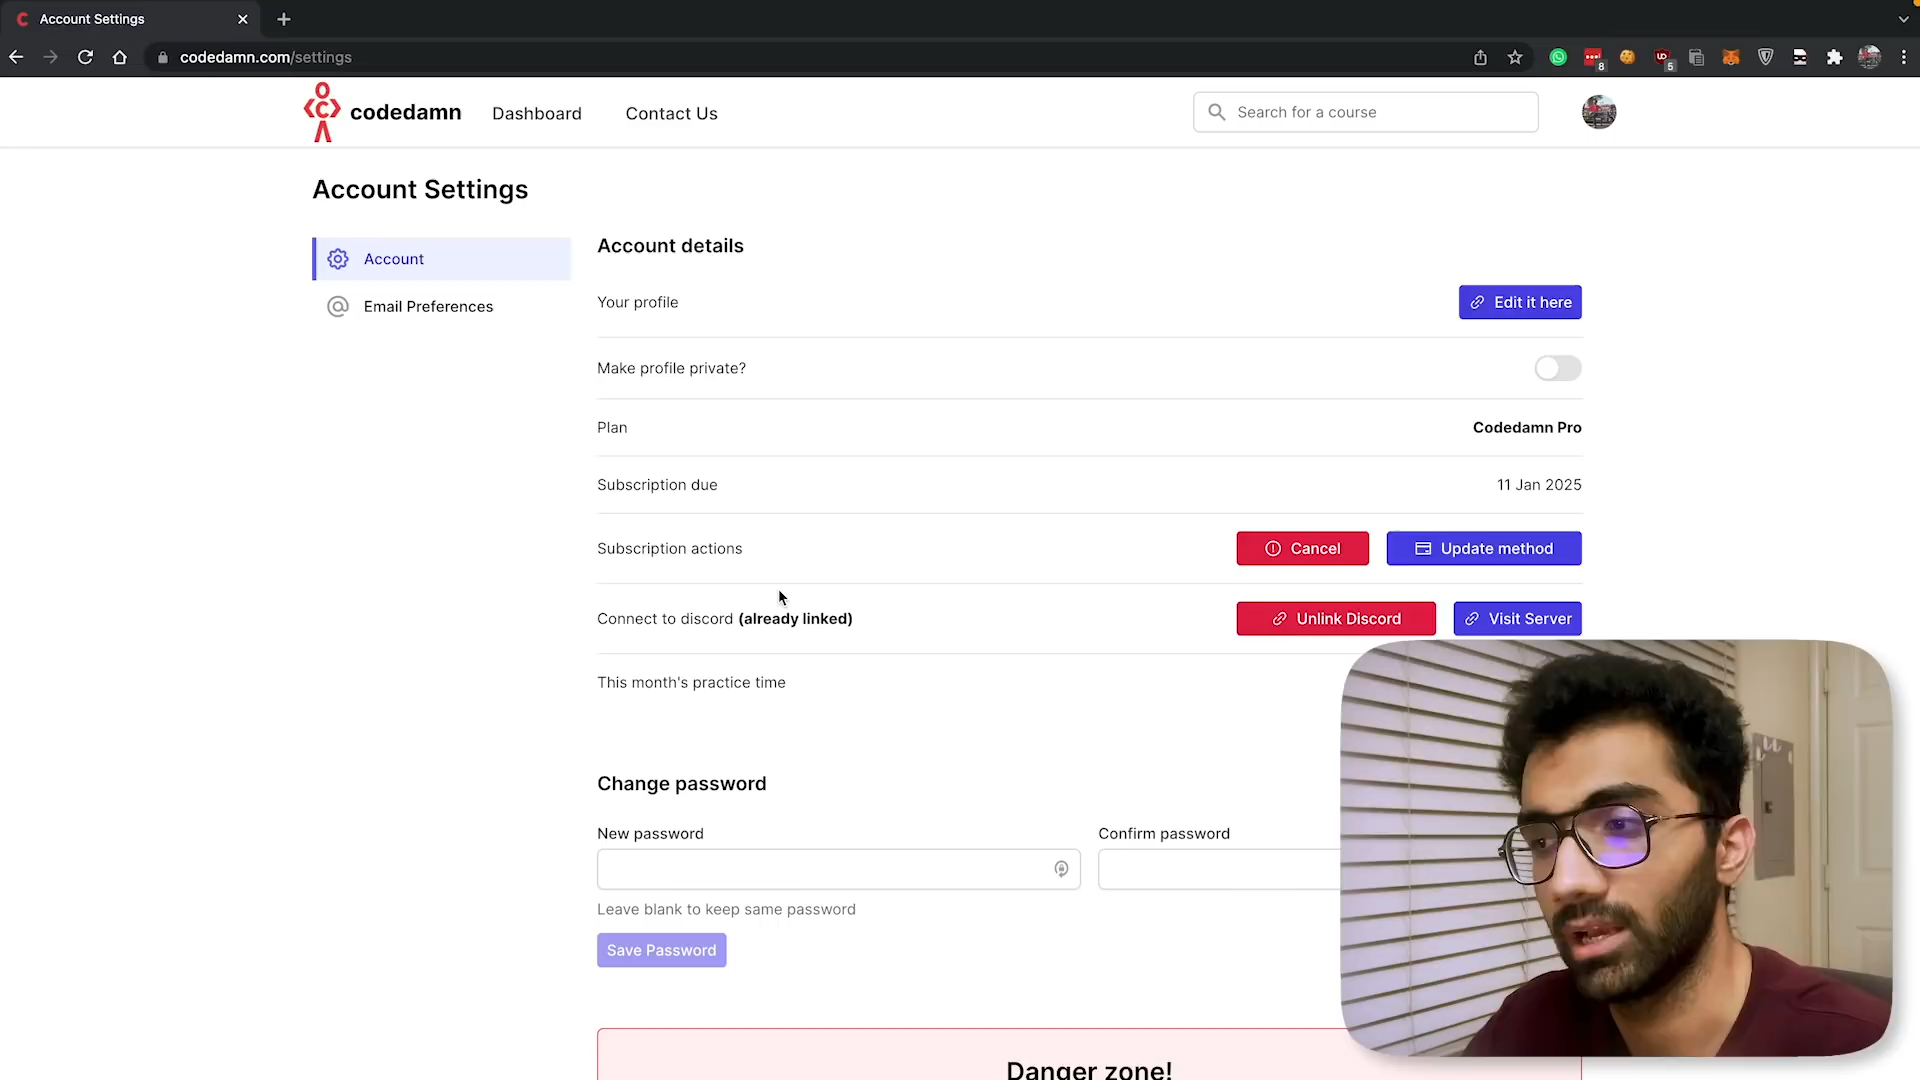 Account Settings
codedamn.com/settings
8
5
codedamn
Dashboard
Contact Us
Search for a course
Account Settings
Account
Email Preferences
Account details
Your profile
Edit it here
Make profile private?
Plan
Codedamn Pro
Subscription due
11 Jan 2025
Subscription actions
Cancel
Update method
Connect to discord (already linked)
Unlink Discord
Visit Server
This month's practice time
Change password
New password
Confirm password
Leave blank to keep same password
Save Password
Danger zone!